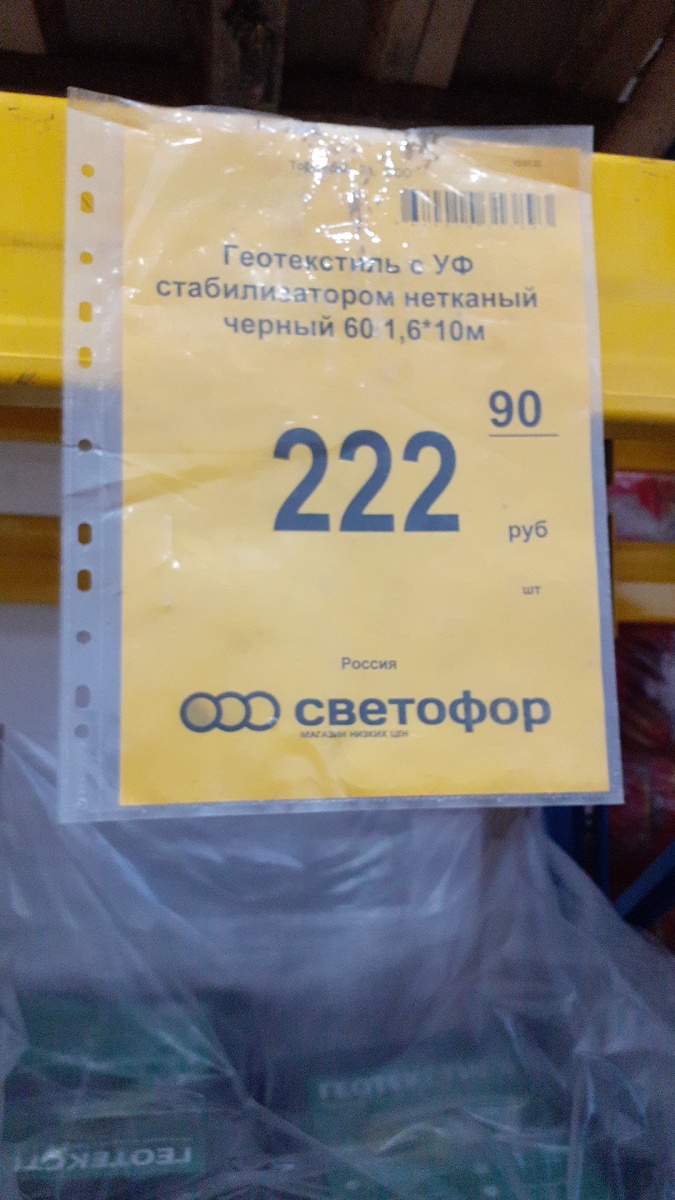 Геотекстиль с УФ
стабилизатором нетканый
черный 60 1,6*10м
222
90
руб
шт
Россия
светофор
МАГАЗИН НИЗКИХ ЦЕН